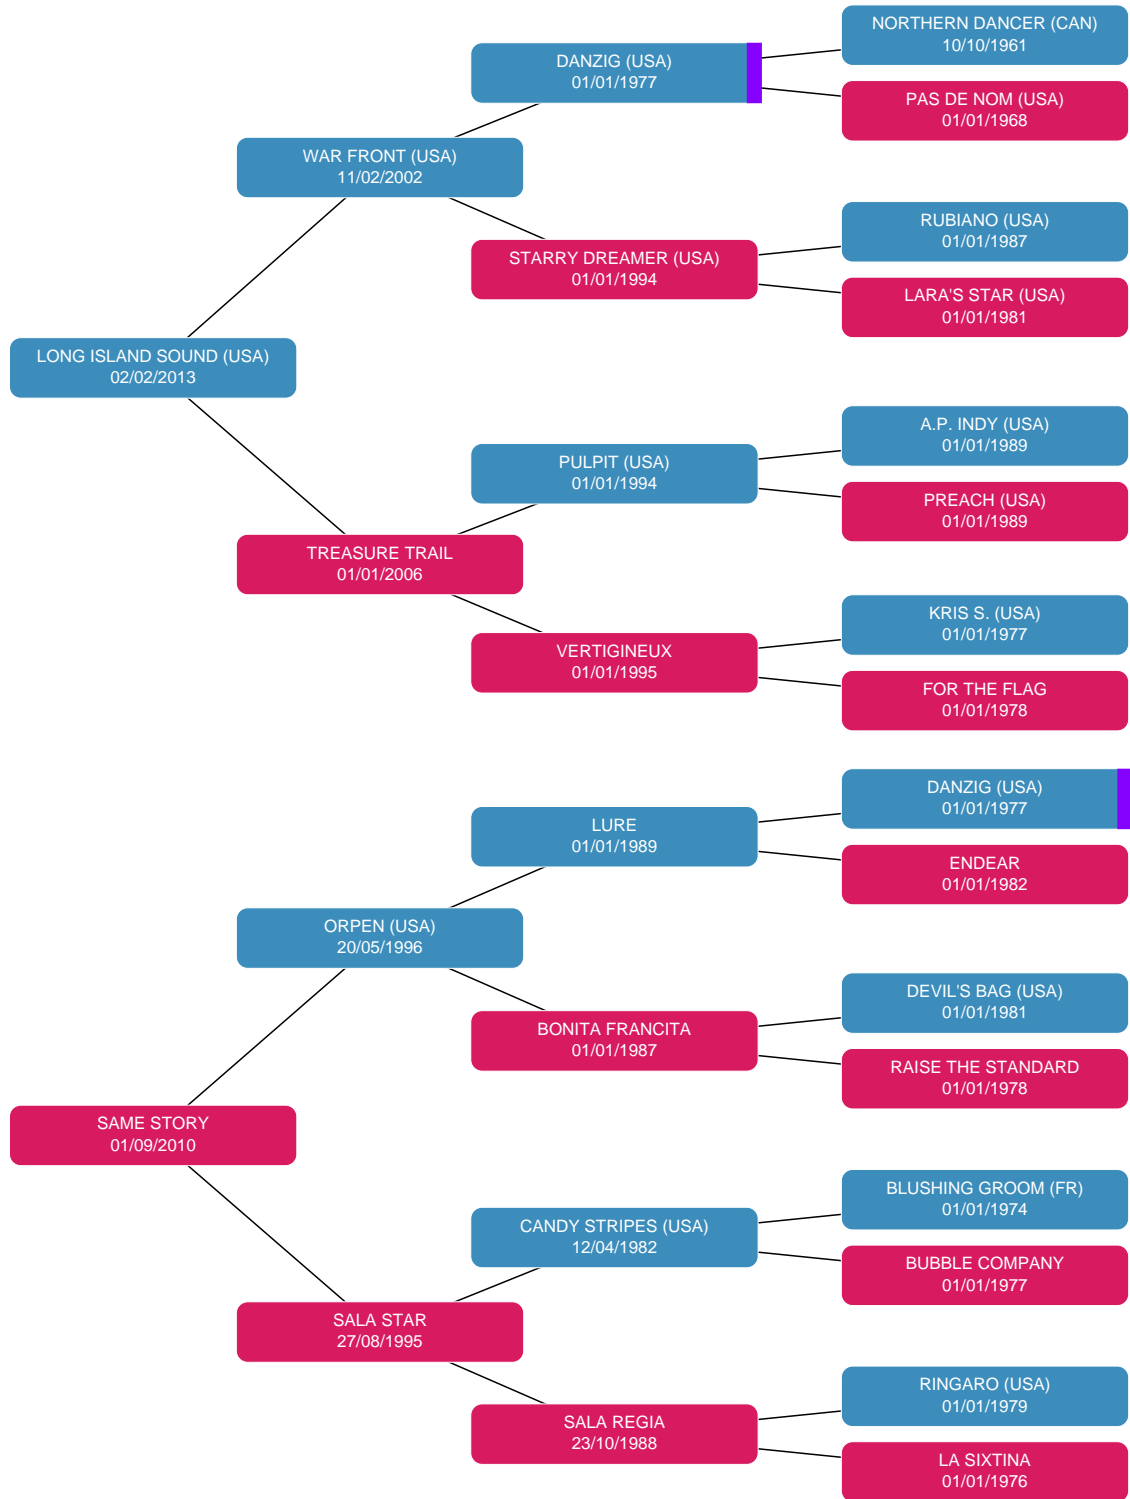 NORTHERN DANCER (CAN)
10/10/1961
DANZIG (USA)
01/01/1977
PAS DE NOM (USA)
01/01/1968
WAR FRONT (USA)
11/02/2002
RUBIANO (USA)
01/01/1987
STARRY DREAMER (USA)
01/01/1994
LARA'S STAR (USA)
01/01/1981
LONG ISLAND SOUND (USA)
02/02/2013
A.P. INDY (USA)
01/01/1989
PULPIT (USA)
01/01/1994
PREACH (USA)
01/01/1989
TREASURE TRAIL
01/01/2006
KRIS S. (USA)
01/01/1977
VERTIGINEUX
01/01/1995
FOR THE FLAG
01/01/1978
DANZIG (USA)
01/01/1977
LURE
01/01/1989
ENDEAR
01/01/1982
ORPEN (USA)
20/05/1996
DEVIL'S BAG (USA)
01/01/1981
BONITA FRANCITA
01/01/1987
RAISE THE STANDARD
01/01/1978
SAME STORY
01/09/2010
BLUSHING GROOM (FR)
01/01/1974
CANDY STRIPES (USA)
12/04/1982
BUBBLE COMPANY
01/01/1977
SALA STAR
27/08/1995
RINGARO (USA)
01/01/1979
SALA REGIA
23/10/1988
LA SIXTINA
01/01/1976